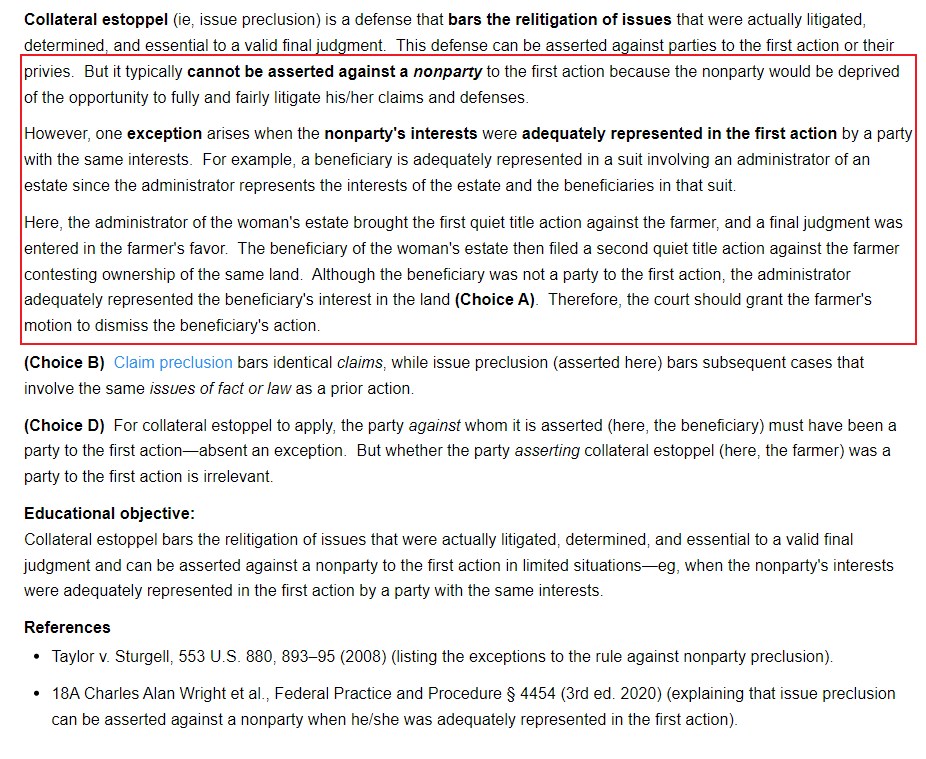 Collateral estoppel (ie, issue preclusion) is a defense that bars the relitigation of issues that were actually litigated,
determined, and essential to a valid final judgment.  This defense can be asserted against parties to the first action or their
privies.  But it typically cannot be asserted against a nonparty to the first action because the nonparty would be deprived
of the opportunity to fully and fairly litigate his/her claims and defenses.
However, one exception arises when the nonparty's interests were adequately represented in the first action by a party
with the same interests.  For example, a beneficiary is adequately represented in a suit involving an administrator of an
estate since the administrator represents the interests of the estate and the beneficiaries in that suit.
Here, the administrator of the woman's estate brought the first quiet title action against the farmer, and a final judgment was
entered in the farmer's favor.  The beneficiary of the woman's estate then filed a second quiet title action against the farmer
contesting ownership of the same land.  Although the beneficiary was not a party to the first action, the administrator
adequately represented the beneficiary's interest in the land (Choice A).  Therefore, the court should grant the farmer's
motion to dismiss the beneficiary's action.
(Choice B)  Claim preclusion bars identical claims, while issue preclusion (asserted here) bars subsequent cases that
involve the same issues of fact or law as a prior action.
(Choice D)  For collateral estoppel to apply, the party against whom it is asserted (here, the beneficiary) must have been a
party to the first action—absent an exception.  But whether the party asserting collateral estoppel (here, the farmer) was a
party to the first action is irrelevant.
Educational objective:
Collateral estoppel bars the relitigation of issues that were actually litigated, determined, and essential to a valid final
judgment and can be asserted against a nonparty to the first action in limited situations—eg, when the nonparty's interests
were adequately represented in the first action by a party with the same interests.
References
• Taylor v. Sturgell, 553 U.S. 880, 893–95 (2008) (listing the exceptions to the rule against nonparty preclusion).
• 18A Charles Alan Wright et al., Federal Practice and Procedure § 4454 (3rd ed. 2020) (explaining that issue preclusion
can be asserted against a nonparty when he/she was adequately represented in the first action).